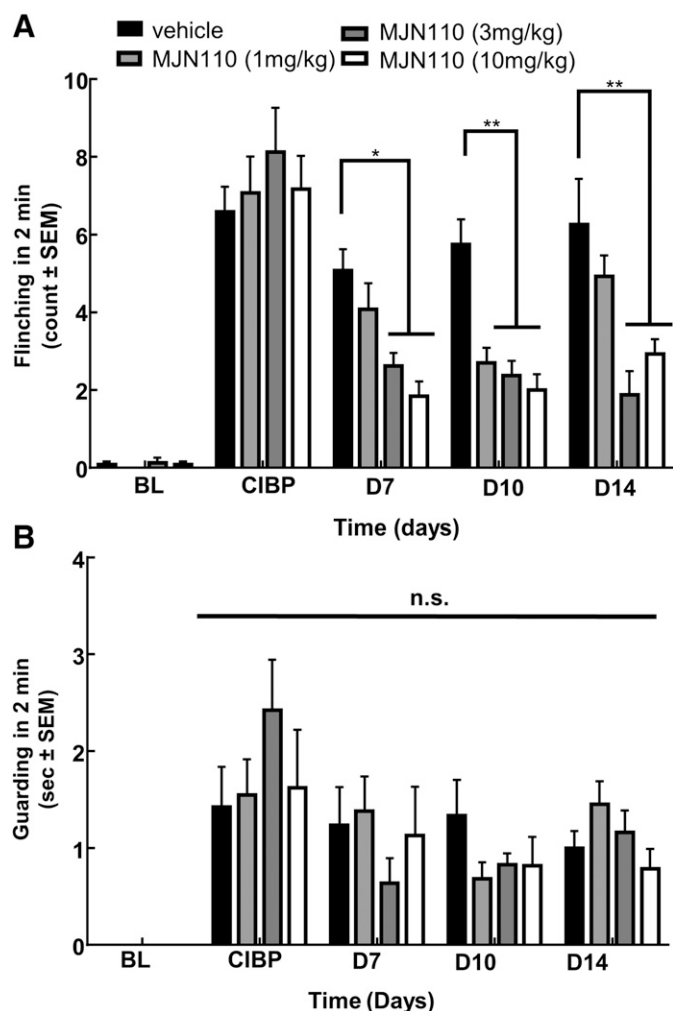 A
vehicle
MJN110 (3mg/kg)
MJN110 (1mg/kg)
MJN110 (10mg/kg)
10
8
6
4
2
0
Flinching in 2 min
(count ± SEM)
*
**
**
BL CIBP D7 D10 D14
Time (days)
B
4
3
2
1
0
Guarding in 2 min
(sec ± SEM)
n.s.
BL CIBP D7 D10 D14
Time (Days)